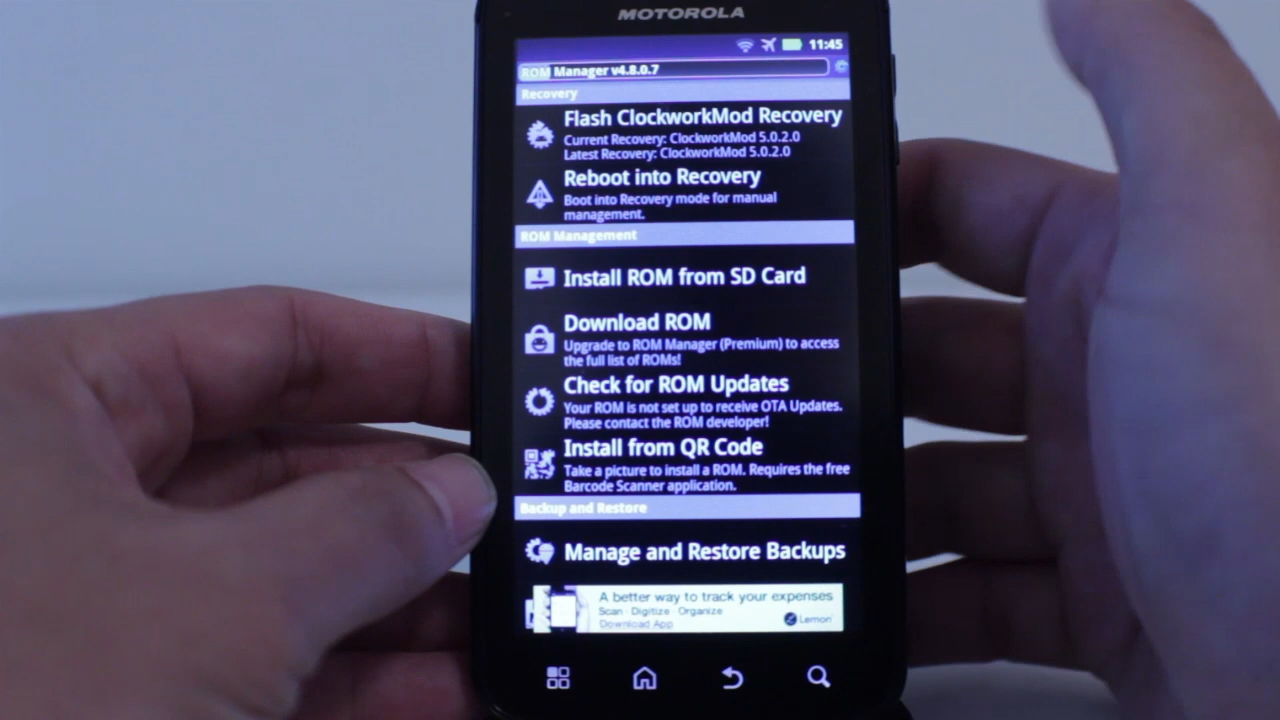 MOTOROLA
11:45
ROM Manager v4.8.0.7
Recovery
Flash ClockworkMod Recovery
Current Recovery: ClockworkMod 5.0.2.0
Latest Recovery: ClockworkMod 5.0.2.0
Reboot into Recovery
Boot into Recovery mode for manual
management.
ROM Management
Install ROM from SD Card
Download ROM
Upgrade to ROM Manager (Premium) to access
the full list of ROMs!
Check for ROM Updates
Your ROM is not set up to receive OTA Updates.
Please contact the ROM developer!
Install from QR Code
Take a picture to install a ROM. Requires the free
Barcode Scanner application.
Backup and Restore
Manage and Restore Backups
A better way to track your expenses
Scan · Digitize · Organize
Download App
Lemon